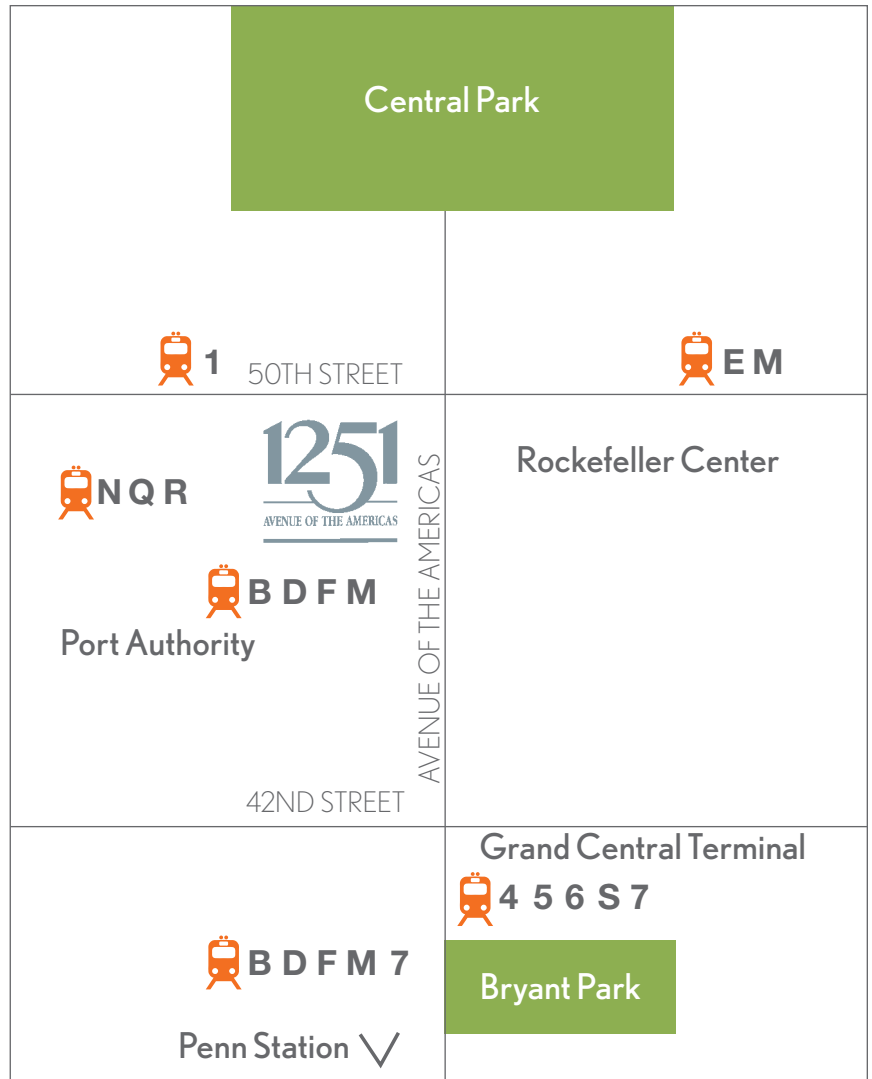 Central Park
1
50TH STREET
E M
1251
AVENUE OF THE AMERICAS
Rockefeller Center
N Q R
AVENUE OF THE AMERICAS
B D F M
Port Authority
42ND STREET
Grand Central Terminal
4 5 6 S 7
B D F M 7
Bryant Park
Penn Station